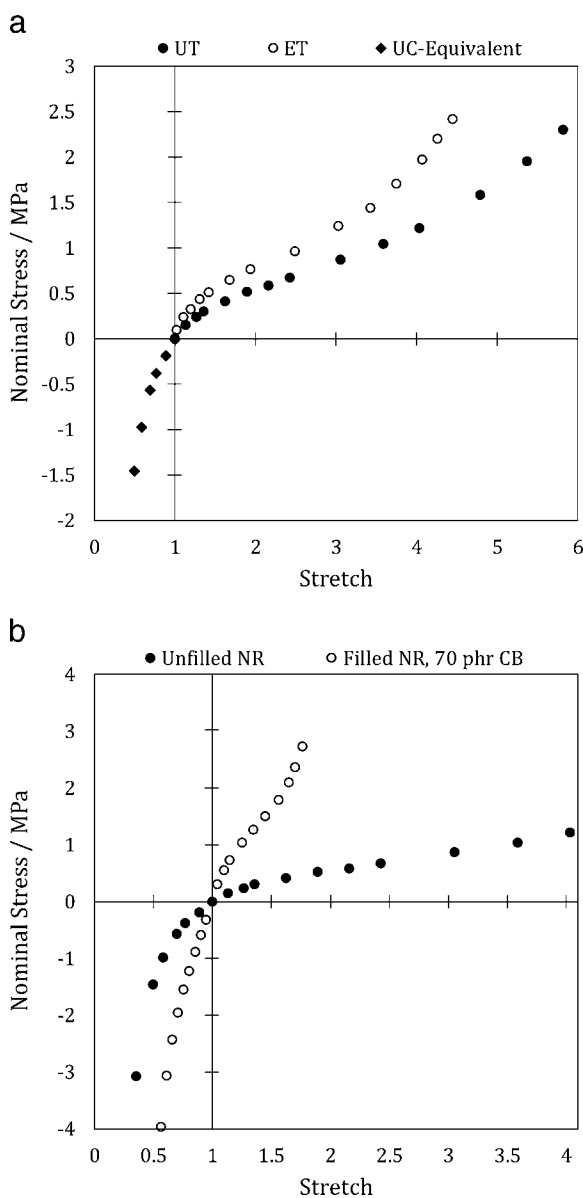 a
UT ET UC-Equivalent
3
2.5
2
1.5
1
0.5
0
-0.5
-1
-1.5
-2
0 1 2 3 4 5 6
Nominal Stress / MPa
Stretch
b
Unfilled NR Filled NR, 70 phr CB
4
3
2
1
0
-1
-2
-3
-4
0 0.5 1 1.5 2 2.5 3 3.5 4
Nominal Stress / MPa
Stretch